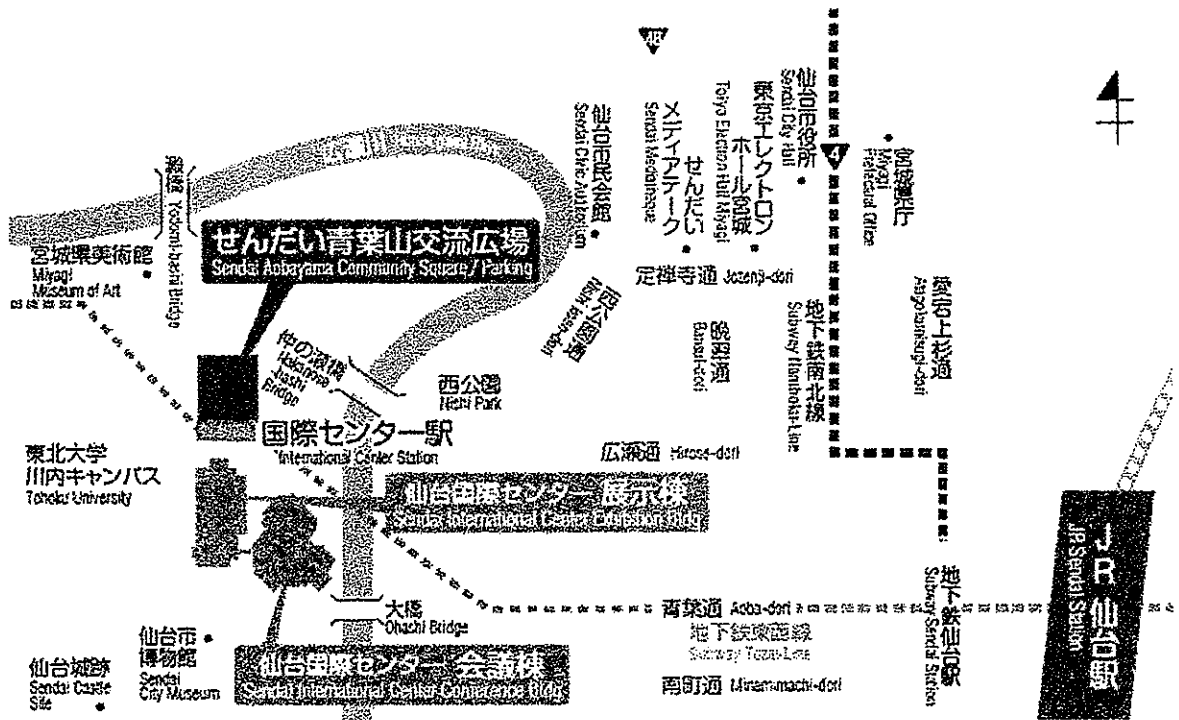 48
仙台市民会館
Sendai Civic Auditorium
せんだい
メディアテーク
Sendai Mediatheque
東京エレクトロン
ホール宮城
Tokyo Electron Hall Miyagi
仙台市役所
Sendai City Hall
4
宮城県庁
Miyagi
Prefectural Office
宮城県美術館
Miyagi
Museum of Art
せんだい青葉山交流広場
Sendai Aobayama Community Square / Parking
定禅寺通 Jozenji-dori
西公園通
晩翠通
Bansui-dori
地下鉄南北線
Subway Nanboku-Line
愛宕上杉通
仲の瀬橋
Nakanose
-bashi
Bridge
西公園
Nishi Park
国際センター駅
International Center Station
東北大学
川内キャンパス
Tohoku University
広瀬通 Hirose-dori
仙台国際センター 展示棟
Sendai International Center Exhibition Bldg
大橋
Ohashi Bridge
青葉通 Aoba-dori
地下鉄東西線
Subway Tozai-Line
南町通 Minamimachi-dori
地下鉄仙台駅
Subway Sendai Station
JR仙台駅
JR Sendai Station
仙台市
博物館
Sendai
City Museum
仙台城跡
Sendai Castle
Site
仙台国際センター 会議棟
Sendai International Center Conference Bldg